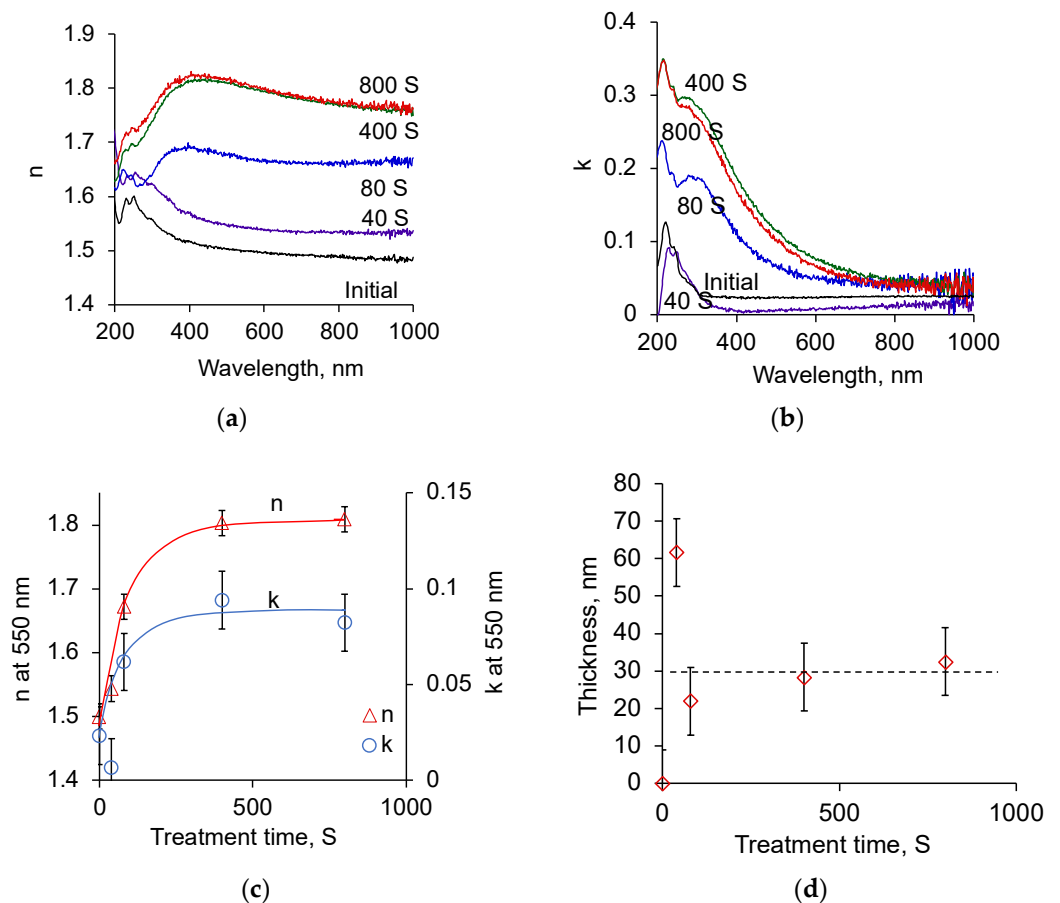 n
1.9
1.8
1.7
1.6
1.5
1.4
800 S
400 S
80 S
40 S
Initial
200 400 600 800 1000
Wavelength, nm
(a)
k
0.4
0.3
0.2
0.1
0
400 S
800 S
80 S
Initial
40 S
200 400 600 800 1000
Wavelength, nm
(b)
n at 550 nm
1.8
1.7
1.6
1.5
1.4
n
k
n
k
0.15
0.1
0.05
0
k at 550 nm
0 500 1000
Treatment time, S
(c)
Thickness, nm
80
70
60
50
40
30
20
10
0
0 500 1000
Treatment time, S
(d)